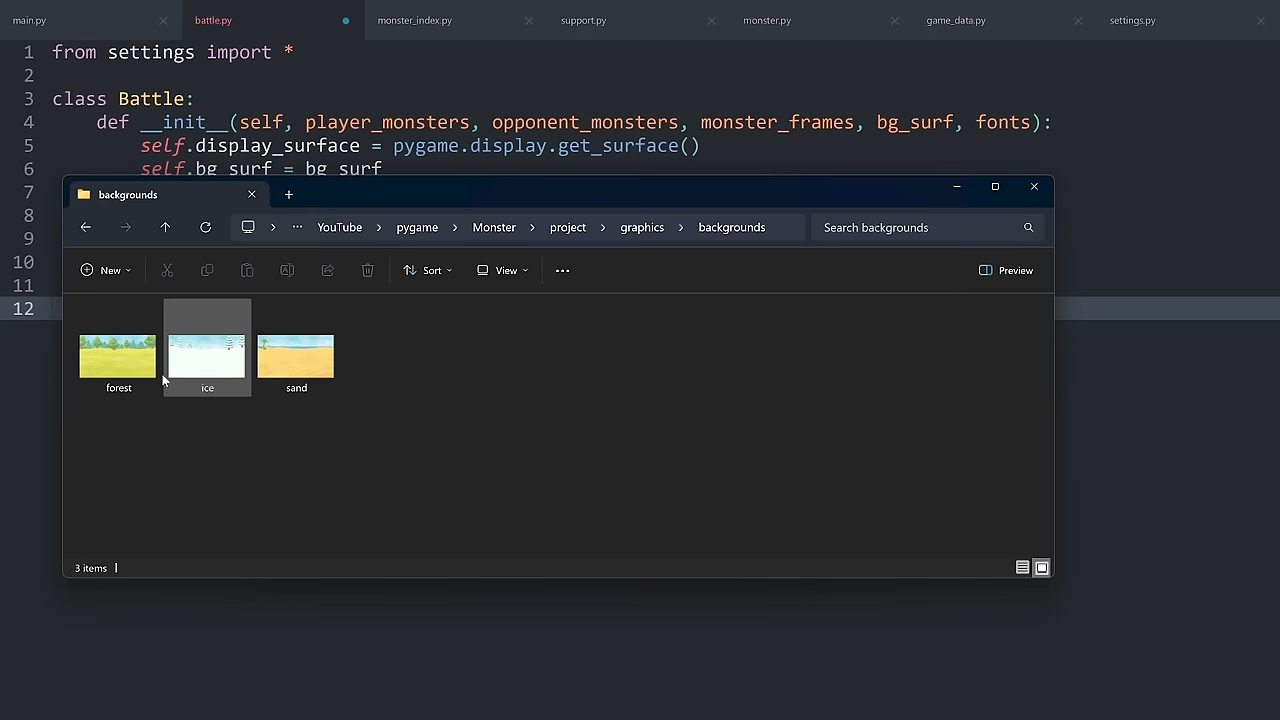 main.py battle.py monster_index.py support.py monster.py game_data.py settings.py
1 from settings import *
2
3 class Battle:
4 def __init__(self, player_monsters, opponent_monsters, monster_frames, bg_surf, fonts):
5 self.display_surface = pygame.display.get_surface()
6 self.bg_surf = bg_surf
7
8
9
10
11
12
backgrounds
YouTube > pygame > Monster > project > graphics > backgrounds Search backgrounds
New Sort View Preview
forest ice sand
3 items